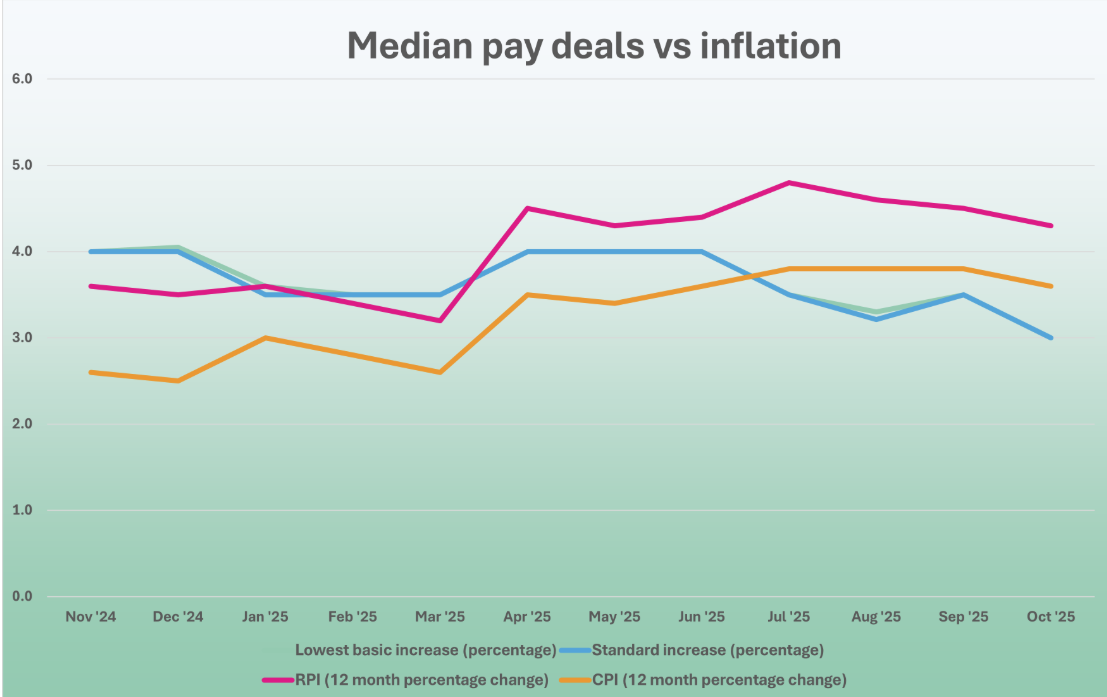 Median pay deals vs inflation
6.0
5.0
4.0
3.0
2.0
1.0
0.0
Nov '24 Dec '24 Jan '25 Feb '25 Mar '25 Apr '25 May '25 Jun '25 Jul '25 Aug '25 Sep '25 Oct '25
Lowest basic increase (percentage) Standard increase (percentage)
RPI (12 month percentage change) CPI (12 month percentage change)